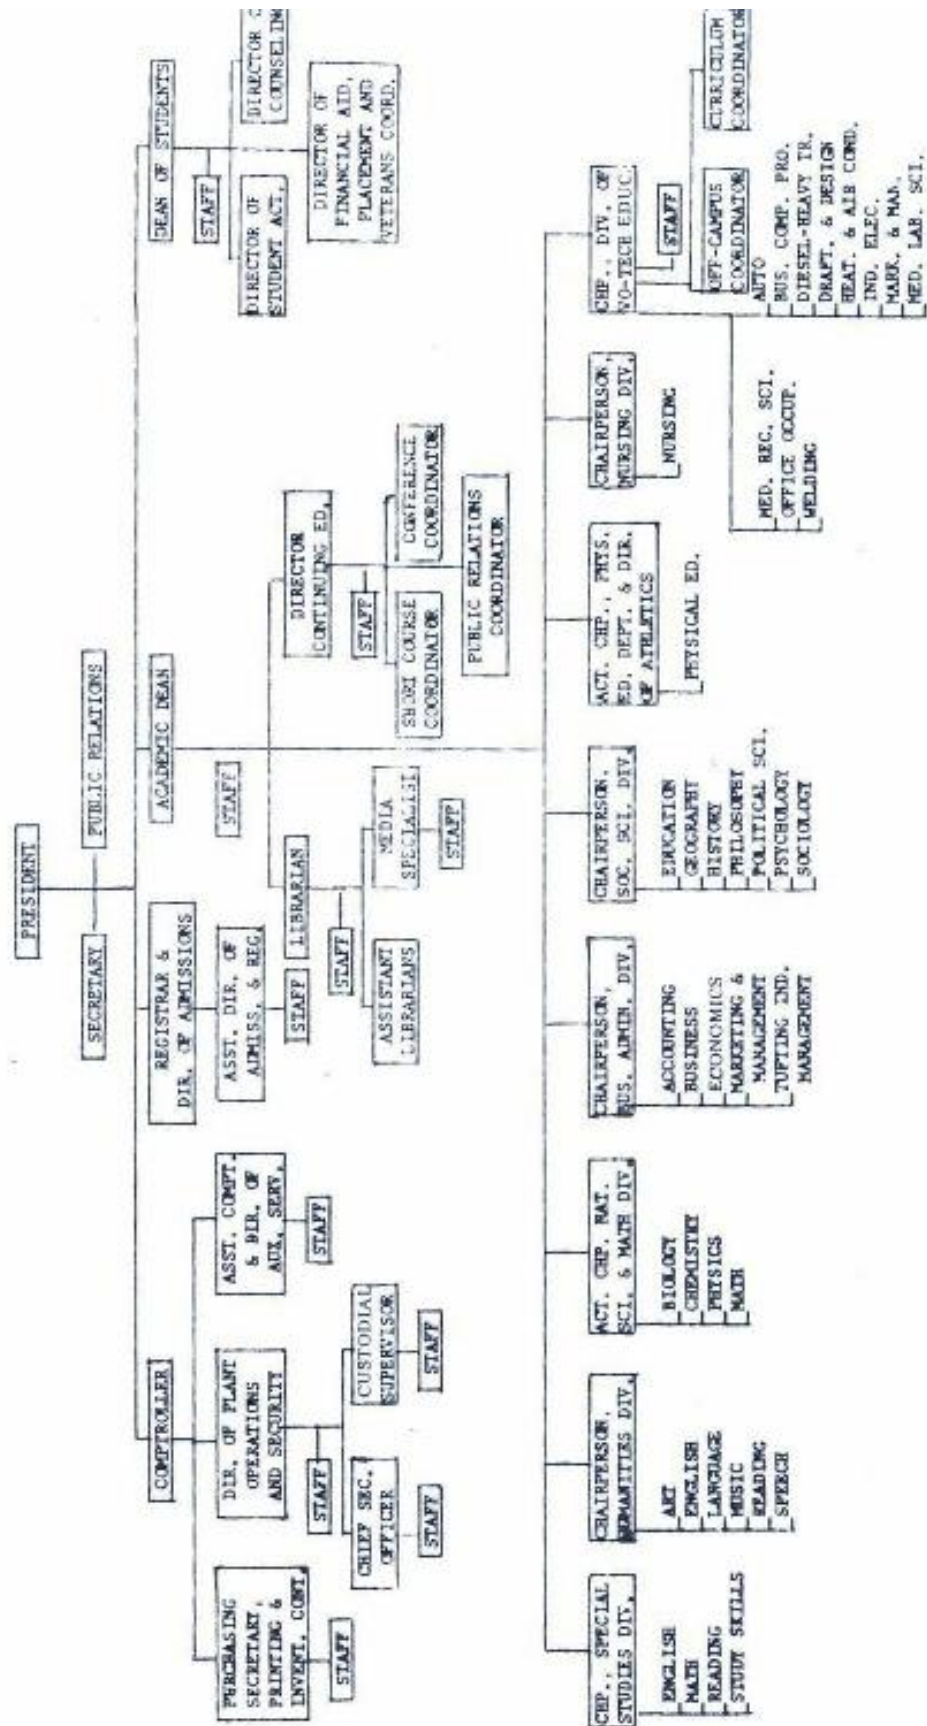 PRESIDENT
SECRETARY
PUBLIC RELATIONS
COMPTROLLER
REGISTRAR &
DIR. OF ADMISSIONS
ACADEMIC DEAN
DEAN OF STUDENTS
PURCHASING
SECRETARY,
PRINTING &
INVENT. CONT.
STAFF
DIR. OF PLANT
OPERATIONS
AND SECURITY
STAFF
CHIEF SEC.
OFFICER
STAFF
CUSTODIAL
SUPERVISOR
STAFF
ASST. COMPT.
& DIR. OF
AUX. SERV.
STAFF
ASST. DIR. OF
ADMISS. & REG.
STAFF
STAFF
LIBRARIAN
STAFF
ASSISTANT
LIBRARIANS
MEDIA
SPECIALIST
STAFF
DIRECTOR
CONTINUING ED.
STAFF
SHORT COURSE
COORDINATOR
CONFERENCE
COORDINATOR
PUBLIC RELATIONS
COORDINATOR
STAFF
DIRECTOR OF
STUDENT ACT.
DIRECTOR
COUNSELING
DIRECTOR OF
FINANCIAL AID,
PLACEMENT AND
VETERANS COORD.
CHP., SPECIAL
STUDIES DIV.
ENGLISH
MATH
READING
STUDY SKILLS
CHAIRPERSON,
HUMANITIES DIV.
ART
ENGLISH
LANGUAGE
MUSIC
READING
SPEECH
ACT. CHP. NAT.
SCI. & MATH DIV.
BIOLOGY
CHEMISTRY
PHYSICS
MATH
CHAIRPERSON,
BUS. ADMIN. DIV.
ACCOUNTING
BUSINESS
ECONOMICS
MARKETING &
MANAGEMENT
TUFTING IND.
MANAGEMENT
CHAIRPERSON,
SOC. SCI. DIV.
EDUCATION
GEOGRAPHY
HISTORY
PHILOSOPHY
POLITICAL SCI.
PSYCHOLOGY
SOCIOLOGY
ACT. CHP., PHYS.
ED. DEPT. & DIR.
OF ATHLETICS
PHYSICAL ED.
CHAIRPERSON,
NURSING DIV.
NURSING
CHP., DIV. OF
VO-TECH EDUC.
STAFF
OFF-CAMPUS
COORDINATOR
CURRICULUM
COORDINATOR
AUTO
BUS. COMP. PRO.
DIESEL-HEAVY TR.
DRAFT. & DESIGN
HEAT. & AIR COND.
IND. ELEC.
MARK. & MAN.
MED. LAB. SCI.
MED. REC. SCI.
OFFICE OCCUP.
WELDING